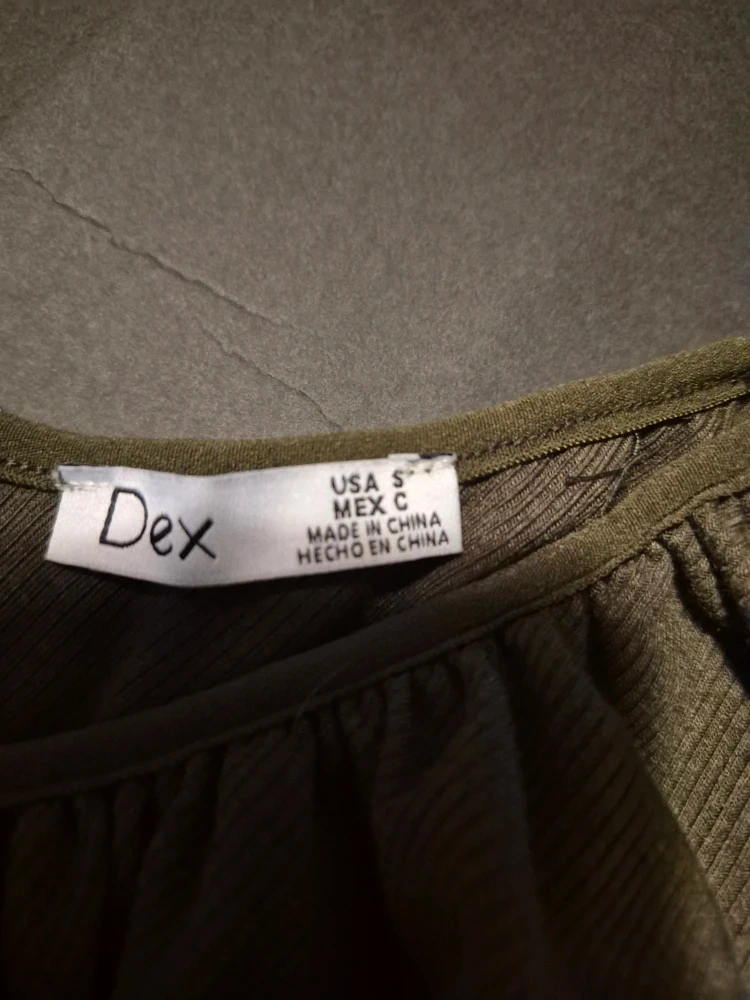 Dex
USA S
MEX C
MADE IN CHINA
HECHO EN CHINA